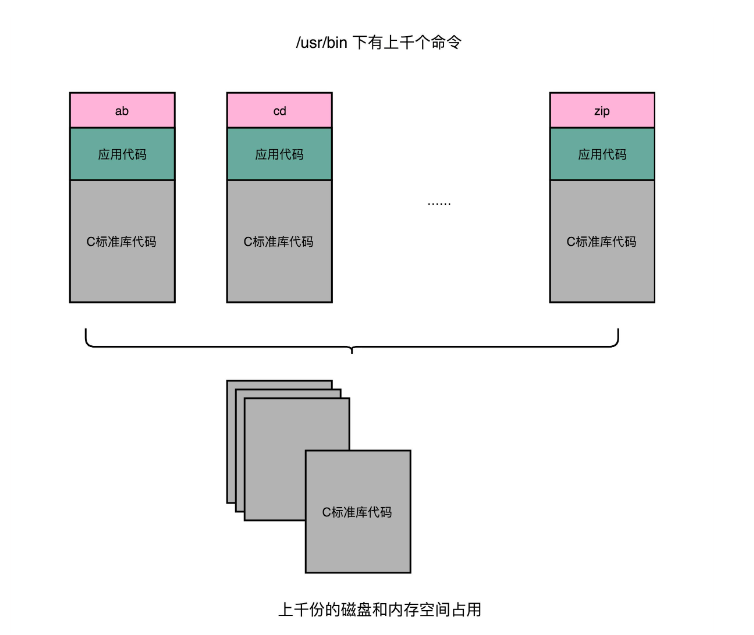 /usr/bin 下有上千个命令
ab
cd
zip
应用代码
应用代码
应用代码
C标准库代码
C标准库代码
......
C标准库代码
C标准库代码
上千份的磁盘和内存空间占用